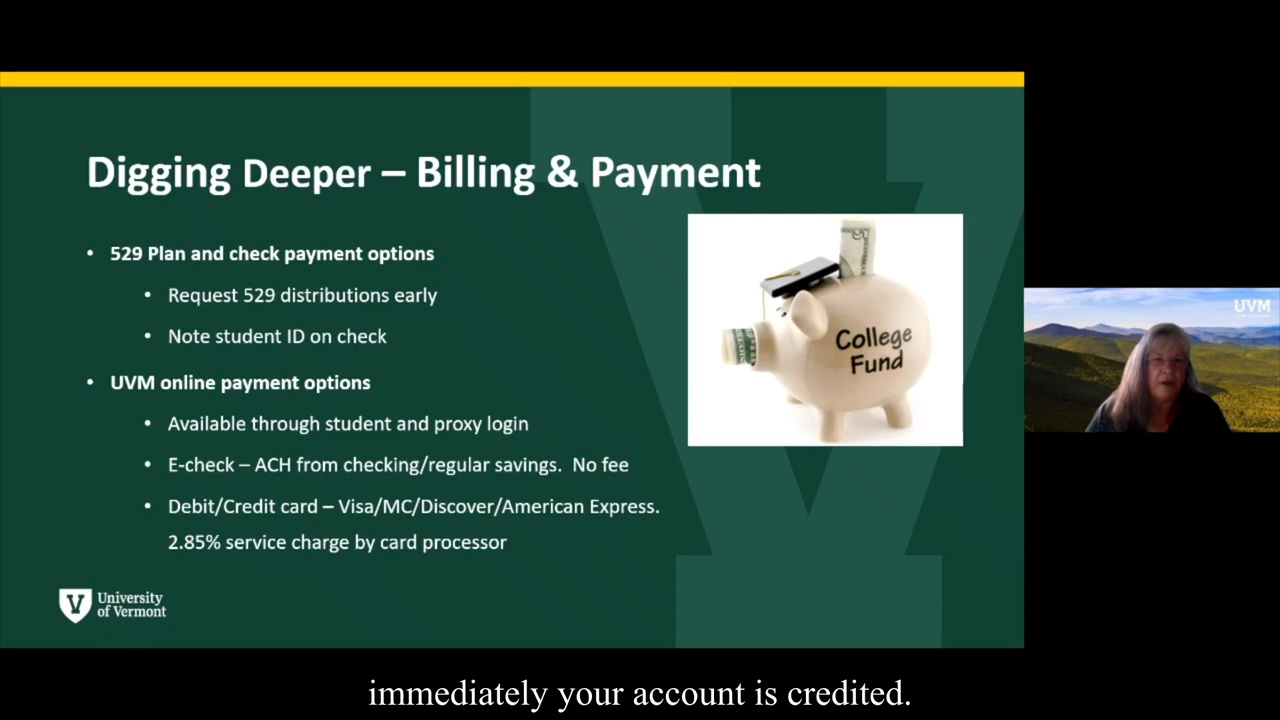 Digging Deeper – Billing & Payment
• 529 Plan and check payment options
• Request 529 distributions early
• Note student ID on check
• UVM online payment options
• Available through student and proxy login
• E-check – ACH from checking/regular savings.  No fee
• Debit/Credit card – Visa/MC/Discover/American Express.
2.85% service charge by card processor
College
Fund
UVM
V University
of Vermont
immediately your account is credited.